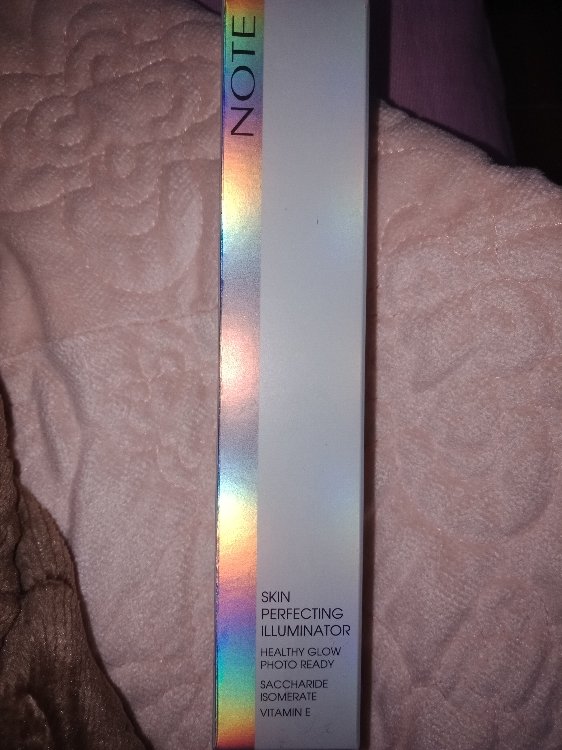 NOTE
SKIN
PERFECTING
ILLUMINATOR
HEALTHY GLOW
PHOTO READY
SACCHARIDE
ISOMERATE
VITAMIN E